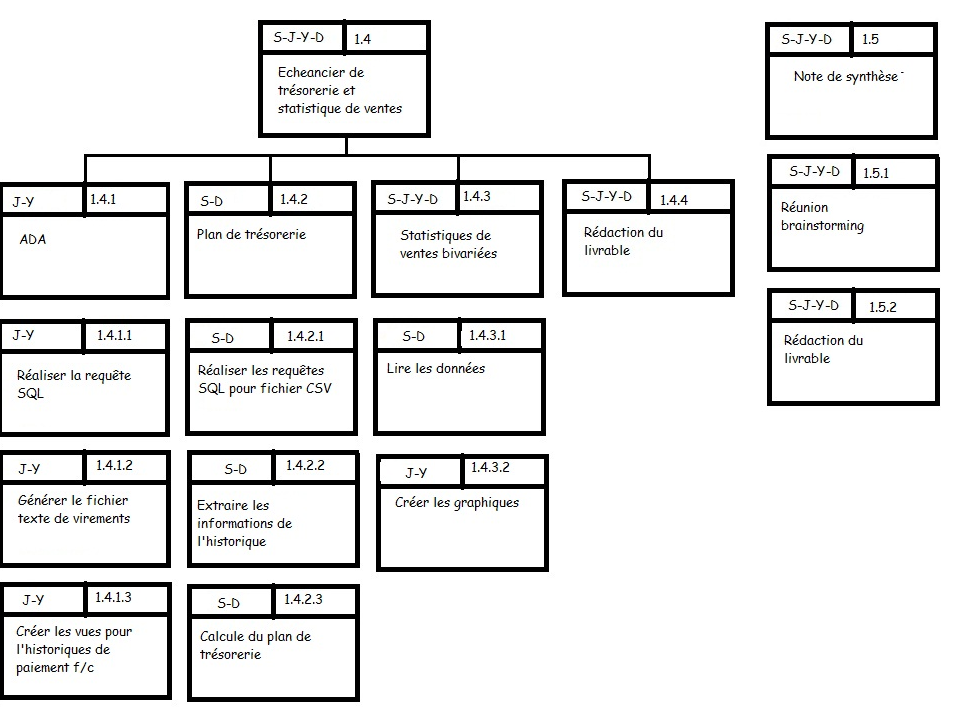 S-J-Y-D 1.4
Echeancier de
trésorerie et
statistique de ventes
J-Y 1.4.1
ADA
J-Y 1.4.1.1
Réaliser la requête
SQL
J-Y 1.4.1.2
Générer le fichier
texte de virements
J-Y 1.4.1.3
Créer les vues pour
l'historiques de
paiement f/c
S-D 1.4.2
Plan de trésorerie
S-D 1.4.2.1
Réaliser les requêtes
SQL pour fichier CSV
S-D 1.4.2.2
Extraire les
informations de
l'historique
S-D 1.4.2.3
Calcule du plan de
trésorerie
S-J-Y-D 1.4.3
Statistiques de
ventes bivariées
S-D 1.4.3.1
Lire les données
J-Y 1.4.3.2
Créer les graphiques
S-J-Y-D 1.4.4
Rédaction du
livrable
S-J-Y-D 1.5
Note de synthèse
S-J-Y-D 1.5.1
Réunion
brainstorming
S-J-Y-D 1.5.2
Rédaction du
livrable